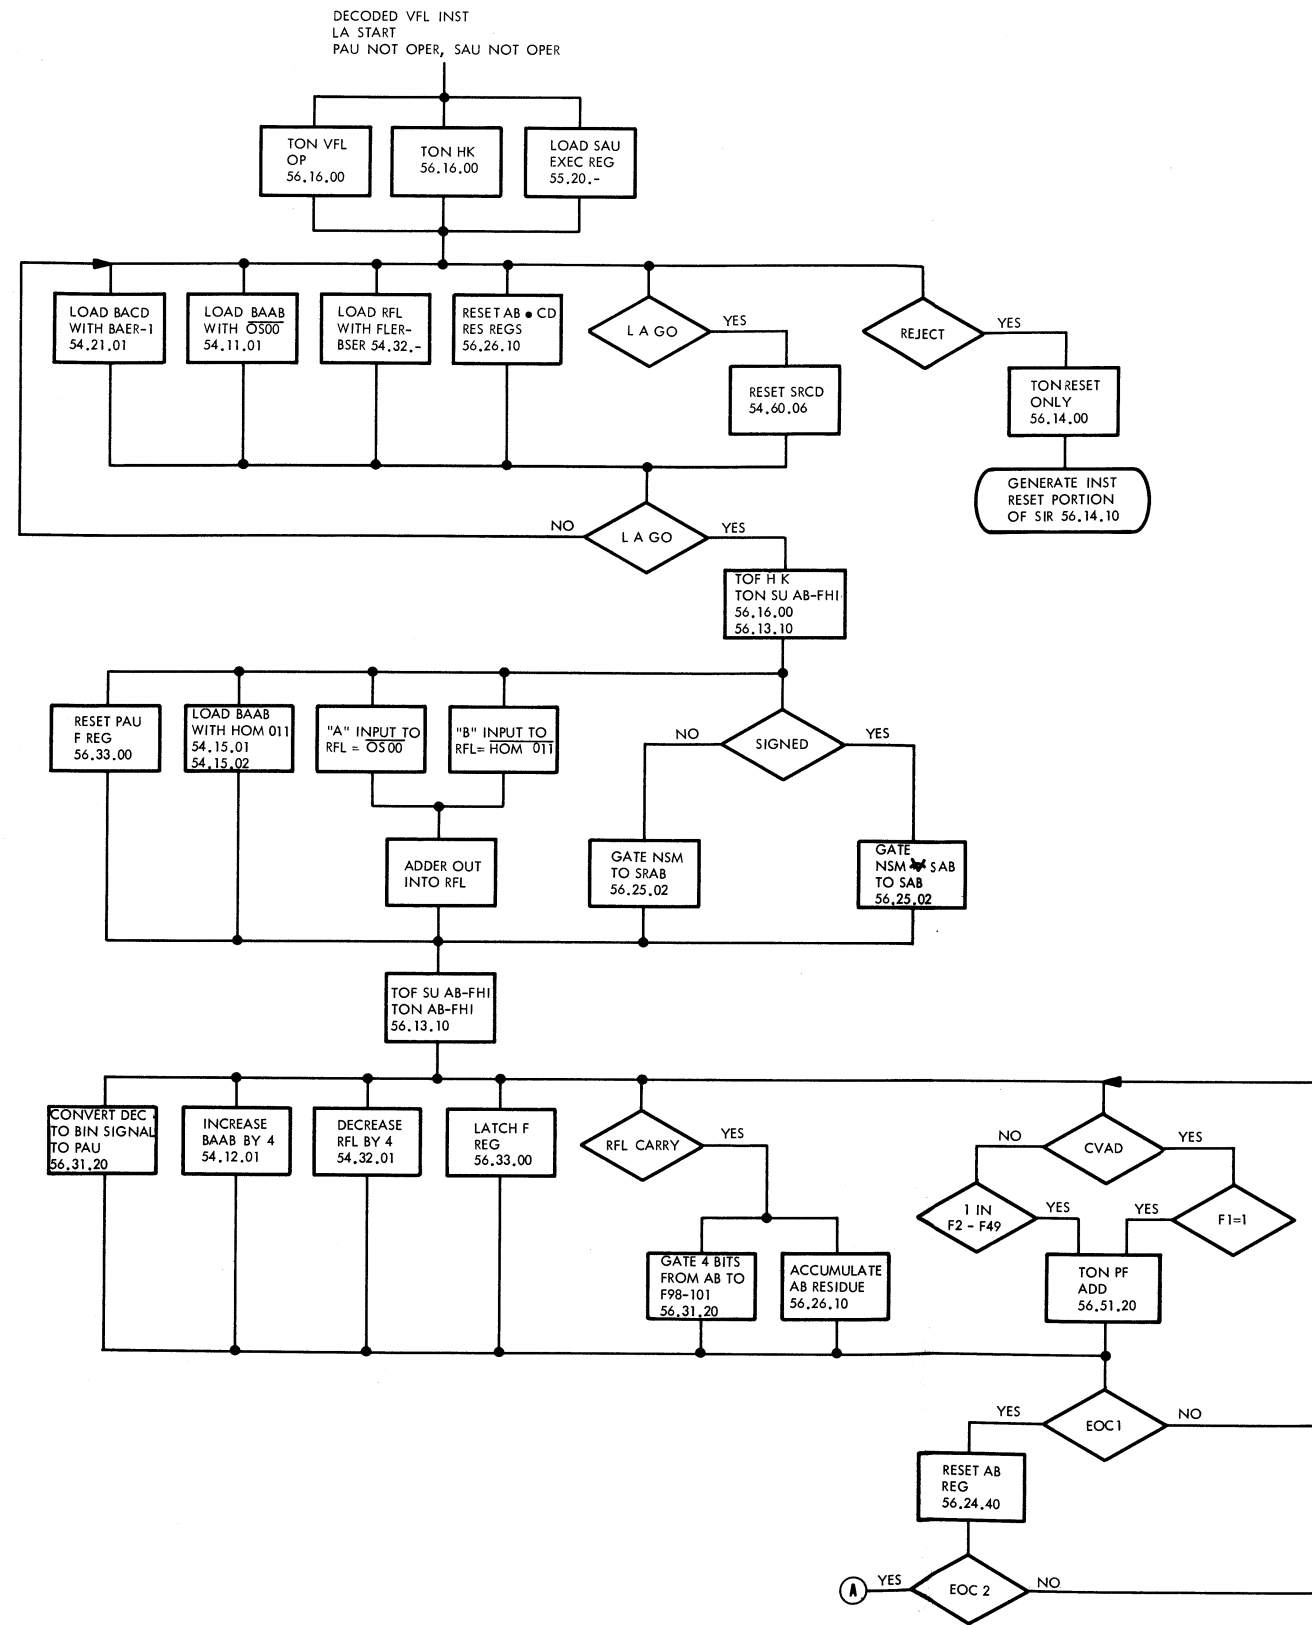 DECODED VFL INST
LA START
PAU NOT OPER, SAU NOT OPER
TON VFL
OP
56.16.00
TON HK
56.16.00
LOAD SAU
EXEC REG
55.20.-
LOAD BACD
WITH BAER-1
54.21.01
LOAD BAAB
WITH O̅S̅0̅0̅
54.11.01
LOAD RFL
WITH FLER-
BSER 54.32.-
RESET AB • CD
RES REGS
56.26.10
L A GO
YES
RESET SRCD
54.60.06
REJECT
YES
TON RESET
ONLY
56.14.00
GENERATE INST
RESET PORTION
OF SIR 56.14.10
NO
L A GO
YES
TOF H K
TON SU AB-FHI
56.16.00
56.13.10
RESET PAU
F REG
56.33.00
LOAD BAAB
WITH HOM 011
54.15.01
54.15.02
"A" INPUT TO
RFL = O̅S̅0̅0̅
"B" INPUT TO
RFL= H̅O̅M̅ ̅0̅1̅1̅
NO
SIGNED
YES
ADDER OUT
INTO RFL
GATE NSM
TO SRAB
56.25.02
GATE
NSM ⊻ SAB
TO SAB
56.25.02
TOF SU AB-FHI
TON AB-FHI
56.13.10
CONVERT DEC
TO BIN SIGNAL
TO PAU
56.31.20
INCREASE
BAAB BY 4
54.12.01
DECREASE
RFL BY 4
54.32.01
LATCH F
REG
56.33.00
RFL CARRY
YES
NO
CVAD
YES
1 IN
F2 - F49
YES
YES
F1=1
GATE 4 BITS
FROM AB TO
F98-101
56.31.20
ACCUMULATE
AB RESIDUE
56.26.10
TON PF
ADD
56.51.20
YES
EOC1
NO
RESET AB
REG
56.24.40
A
YES
EOC 2
NO